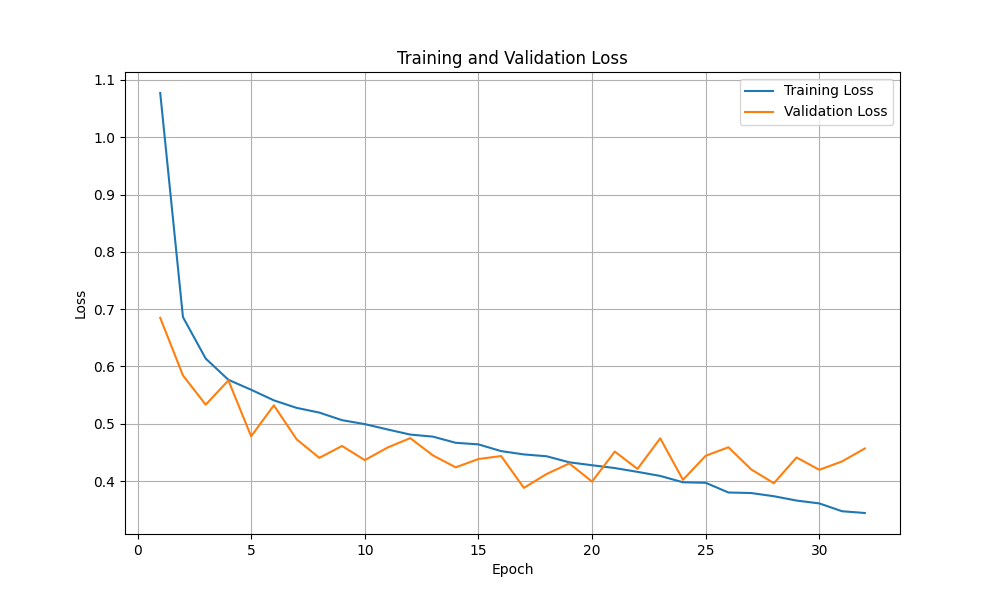 Training and Validation Loss
1.1
1.0
0.9
0.8
0.7
0.6
0.5
0.4
Loss
Training Loss
Validation Loss
0 5 10 15 20 25 30
Epoch